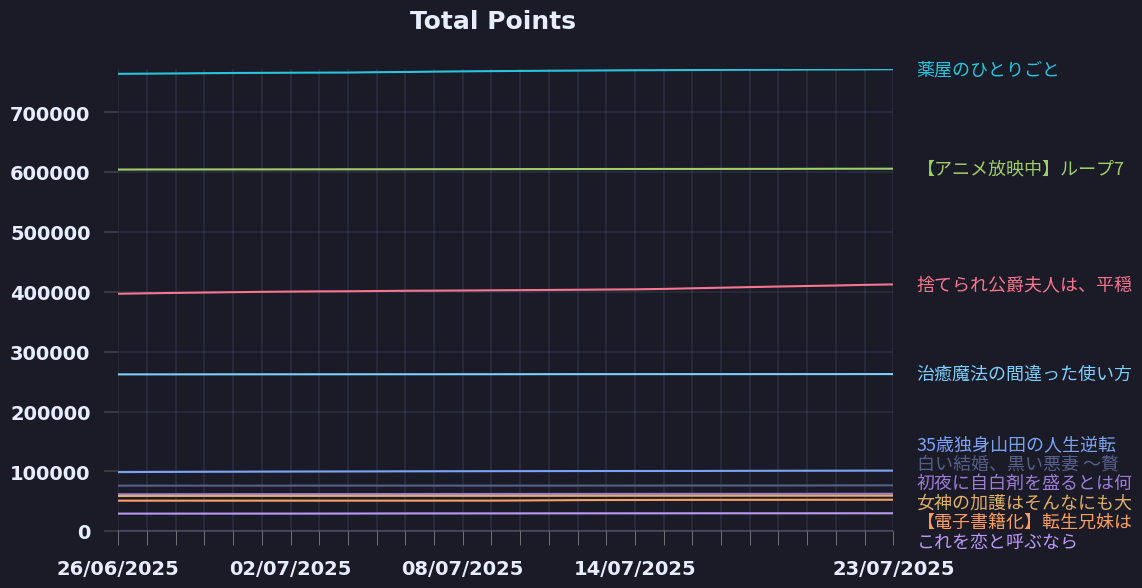 Total Points
薬屋のひとりごと
700000
600000
【アニメ放映中】ループ7
500000
400000
捨てられ公爵夫人は、平穏
300000
治癒魔法の間違った使い方
200000
35歳独身山田の人生逆転
白い結婚、黒い悪妻 〜贅
100000
初夜に自白剤を盛るとは何
女神の加護はそんなにも大
【電子書籍化】転生兄妹は
0
これを恋と呼ぶなら
26/06/2025 02/07/2025 08/07/2025 14/07/2025 23/07/2025